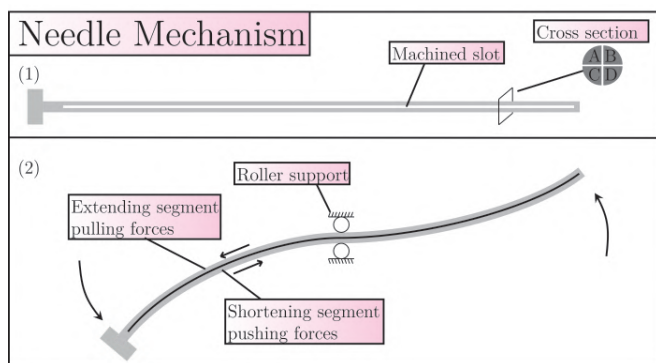 Needle Mechanism
Cross section
Machined slot
A B
C D
(1)
(2)
Roller support
Extending segment
pulling forces
Shortening segment
pushing forces